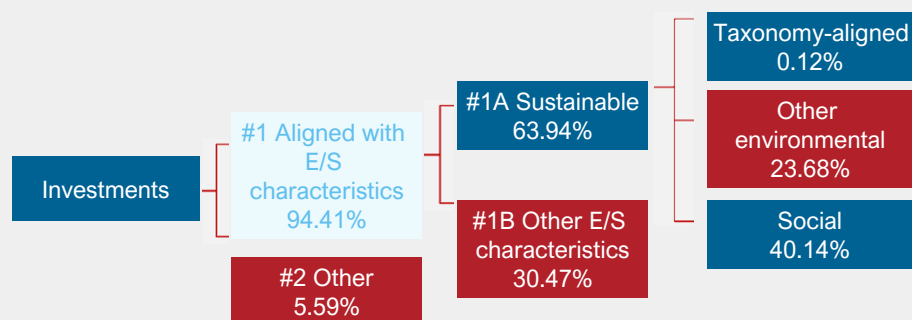 Investments
#1 Aligned with
E/S
characteristics
94.41%
#2 Other
5.59%
#1A Sustainable
63.94%
#1B Other E/S
characteristics
30.47%
Taxonomy-aligned
0.12%
Other
environmental
23.68%
Social
40.14%